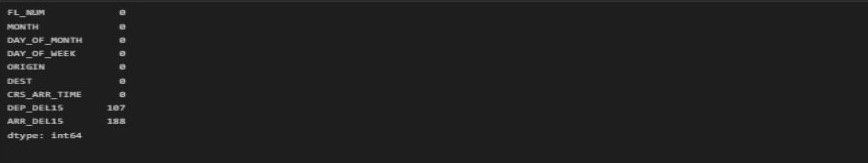 FL_NUM 0
MONTH 0
DAY_OF_MONTH 0
DAY_OF_WEEK 0
ORIGIN 0
DEST 0
CRS_ARR_TIME 0
DEP_DEL15 107
ARR_DEL15 188
dtype: int64